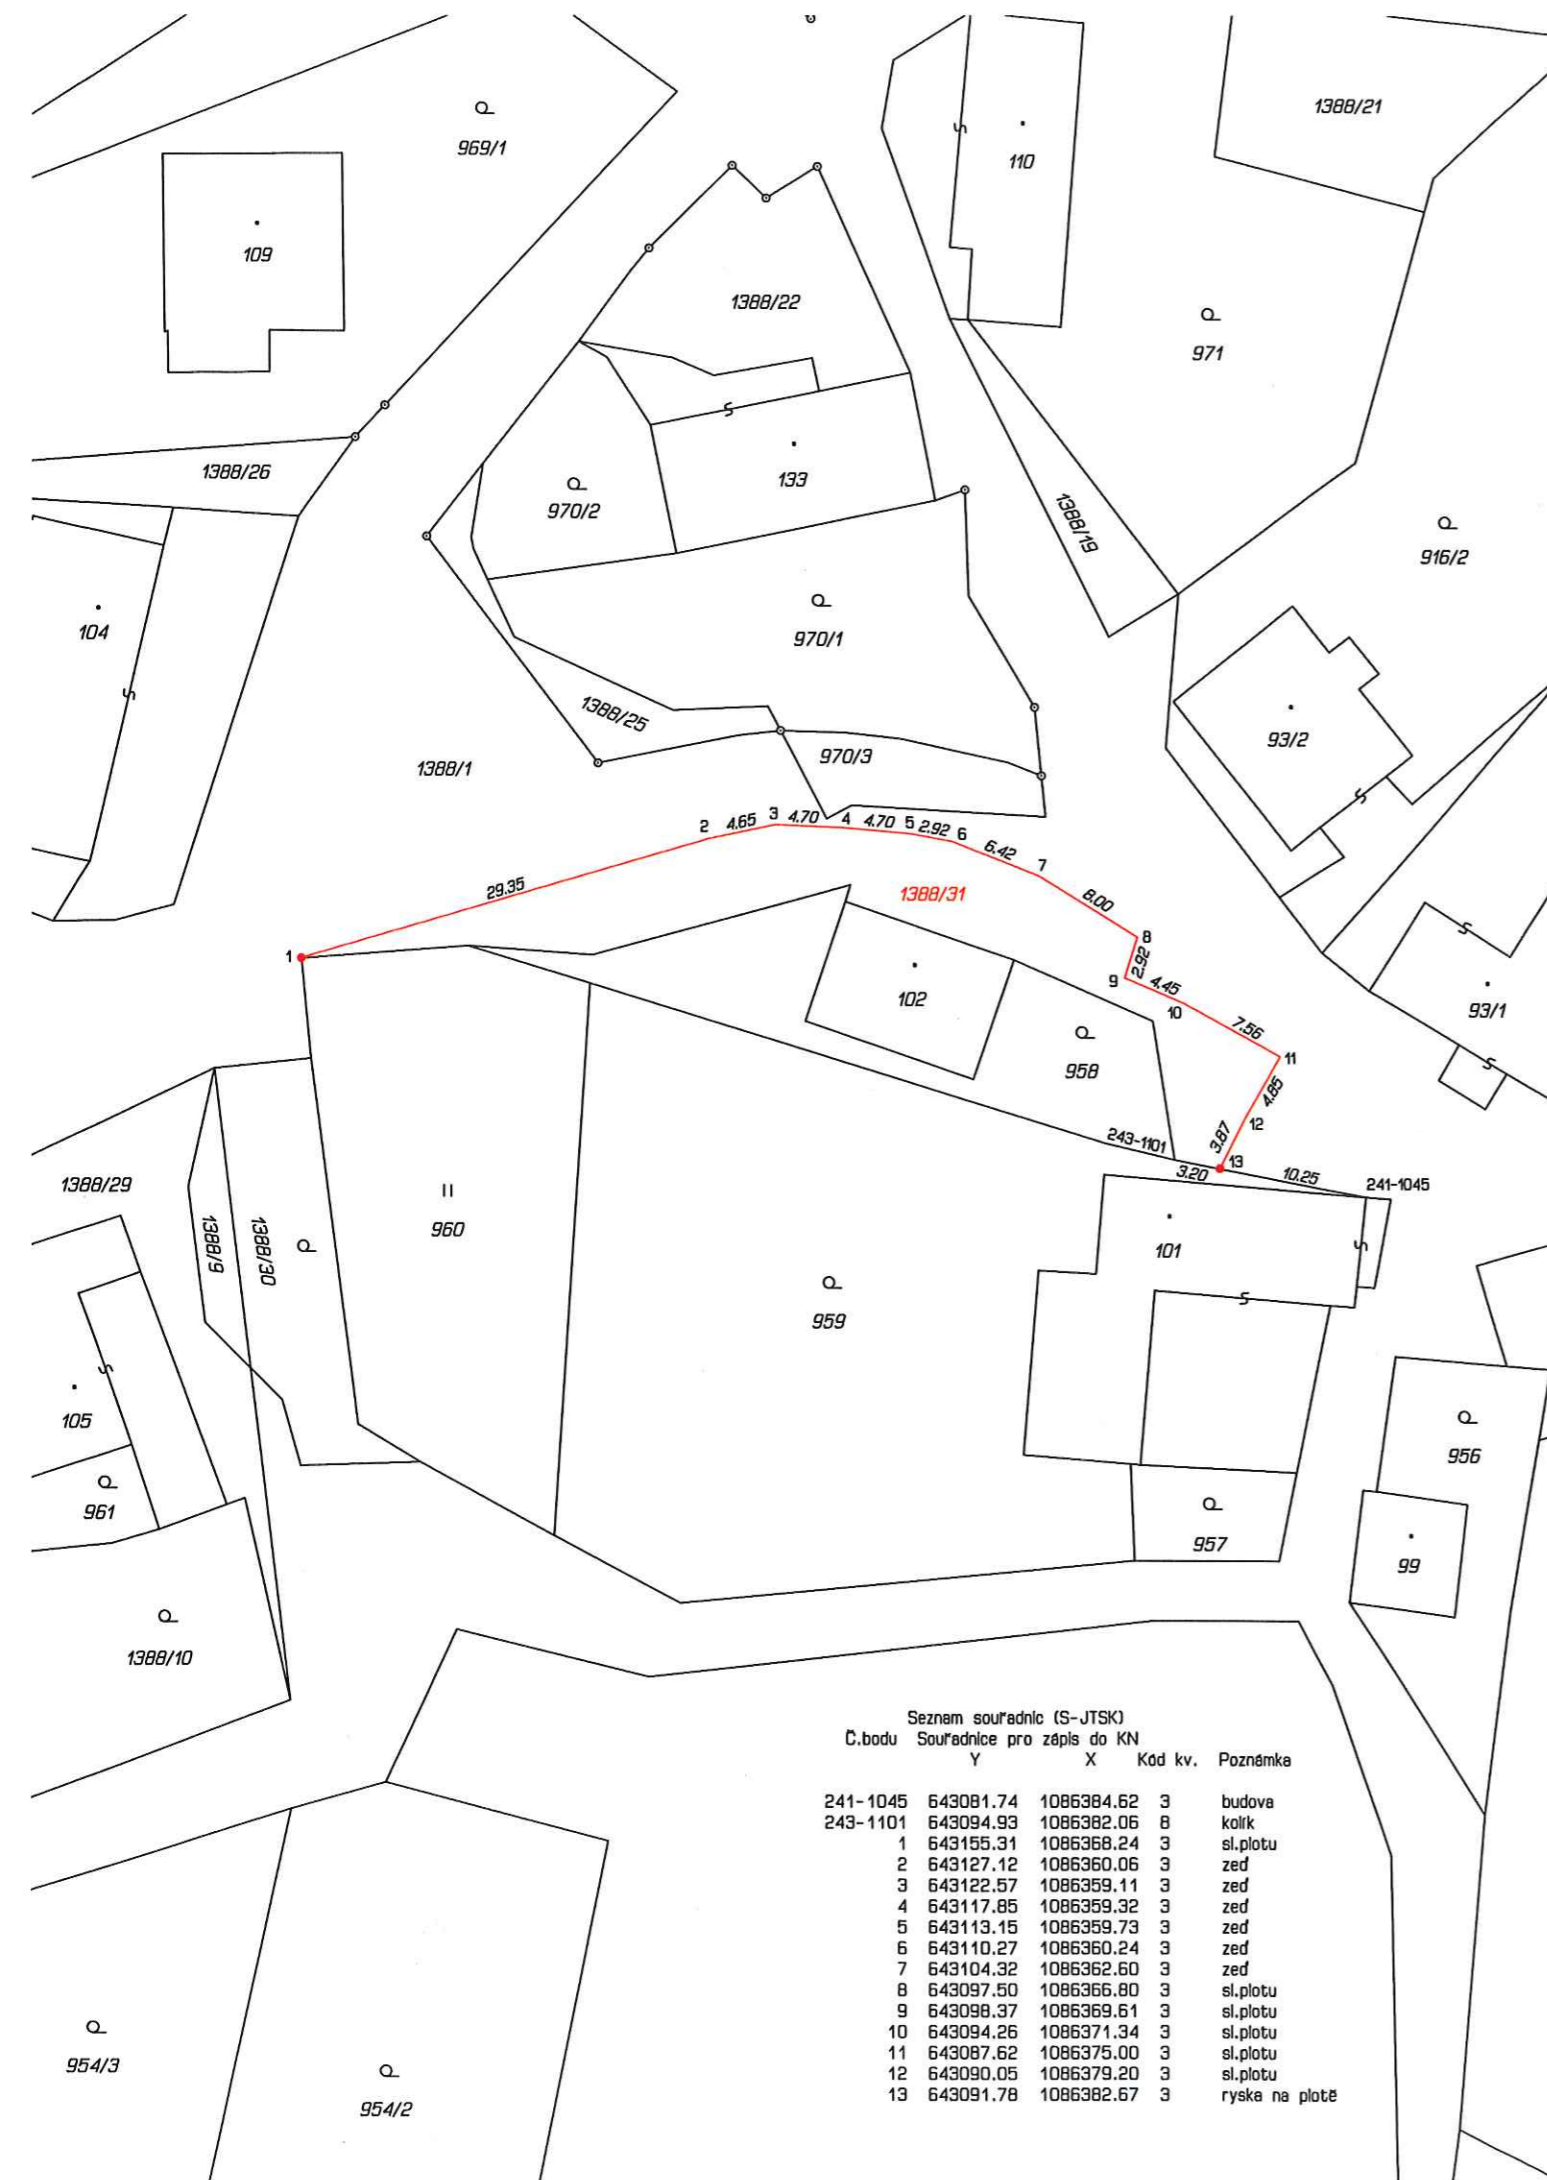 1388/21
969/1
110
109
1388/22
971
1388/26
133
970/2
1388/19
916/2
104
970/1
1388/25
93/2
970/3
1388/1
2 4.65 3 4.70 4 4.70 5 2.92 6
6.42 7
29.35
1388/31
8.00
8
2.92
1
9 4.45
10
102
7.56
93/1
11
958
4.85
12
243-1101
3.87
13
3.20
10.25
241-1045
1388/29
1388/9
1388/30
960
101
959
105
956
961
957
99
1388/10
Seznam souřadnic (S-JTSK)
Č.bodu Souřadnice pro zápis do KN
Y X Kód kv. Poznámka
241-1045 643081.74 1086384.62 3 budova
243-1101 643094.93 1086382.06 8 kolík
1 643155.31 1086368.24 3 sl.plotu
2 643127.12 1086360.06 3 zeď
3 643122.57 1086359.11 3 zeď
4 643117.85 1086359.32 3 zeď
5 643113.15 1086359.73 3 zeď
6 643110.27 1086360.24 3 zeď
7 643104.32 1086362.60 3 zeď
8 643097.50 1086366.80 3 sl.plotu
9 643098.37 1086369.61 3 sl.plotu
10 643094.26 1086371.34 3 sl.plotu
11 643087.62 1086375.00 3 sl.plotu
12 643090.05 1086379.20 3 sl.plotu
13 643091.78 1086382.67 3 ryska na plotě
954/3
954/2